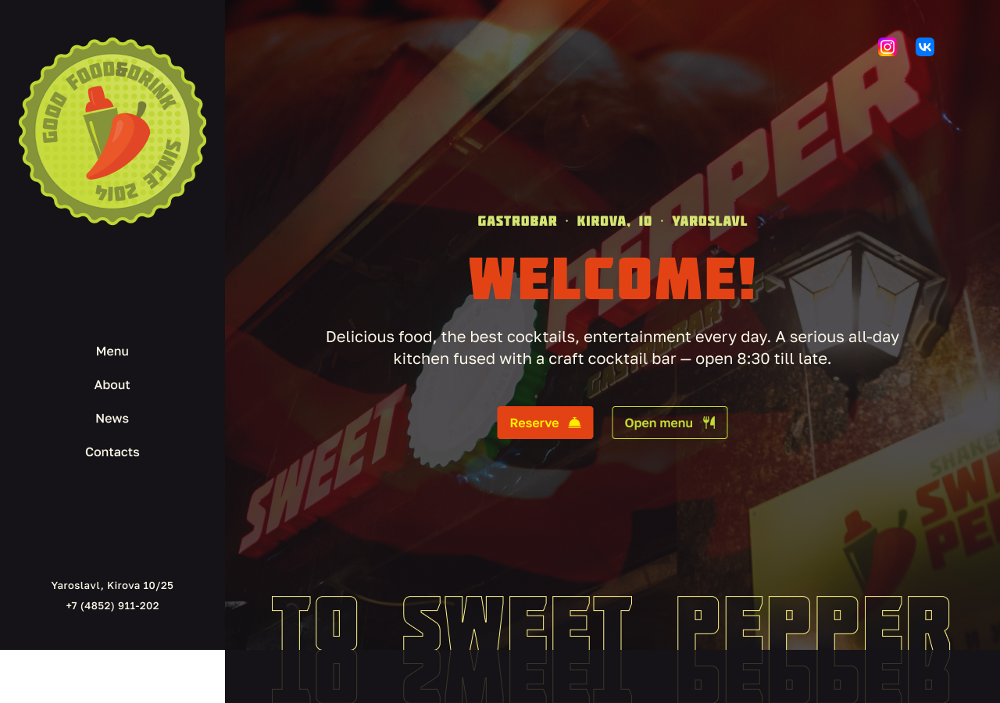 GOOD FOOD&DRINK
SINCE 2014
Menu
About
News
Contacts
Yaroslavl, Kirova 10/25
+7 (4852) 911-202
PEPPER
GASTROBAR · KIROVA, 10 · YAROSLAVL
WELCOME!
PEPPER
GASTROBAR
Delicious food, the best cocktails, entertainment every day. A serious all-day
kitchen fused with a craft cocktail bar — open 8:30 till late.
Reserve
Open menu
SWEET
TO SWEET PEPPER